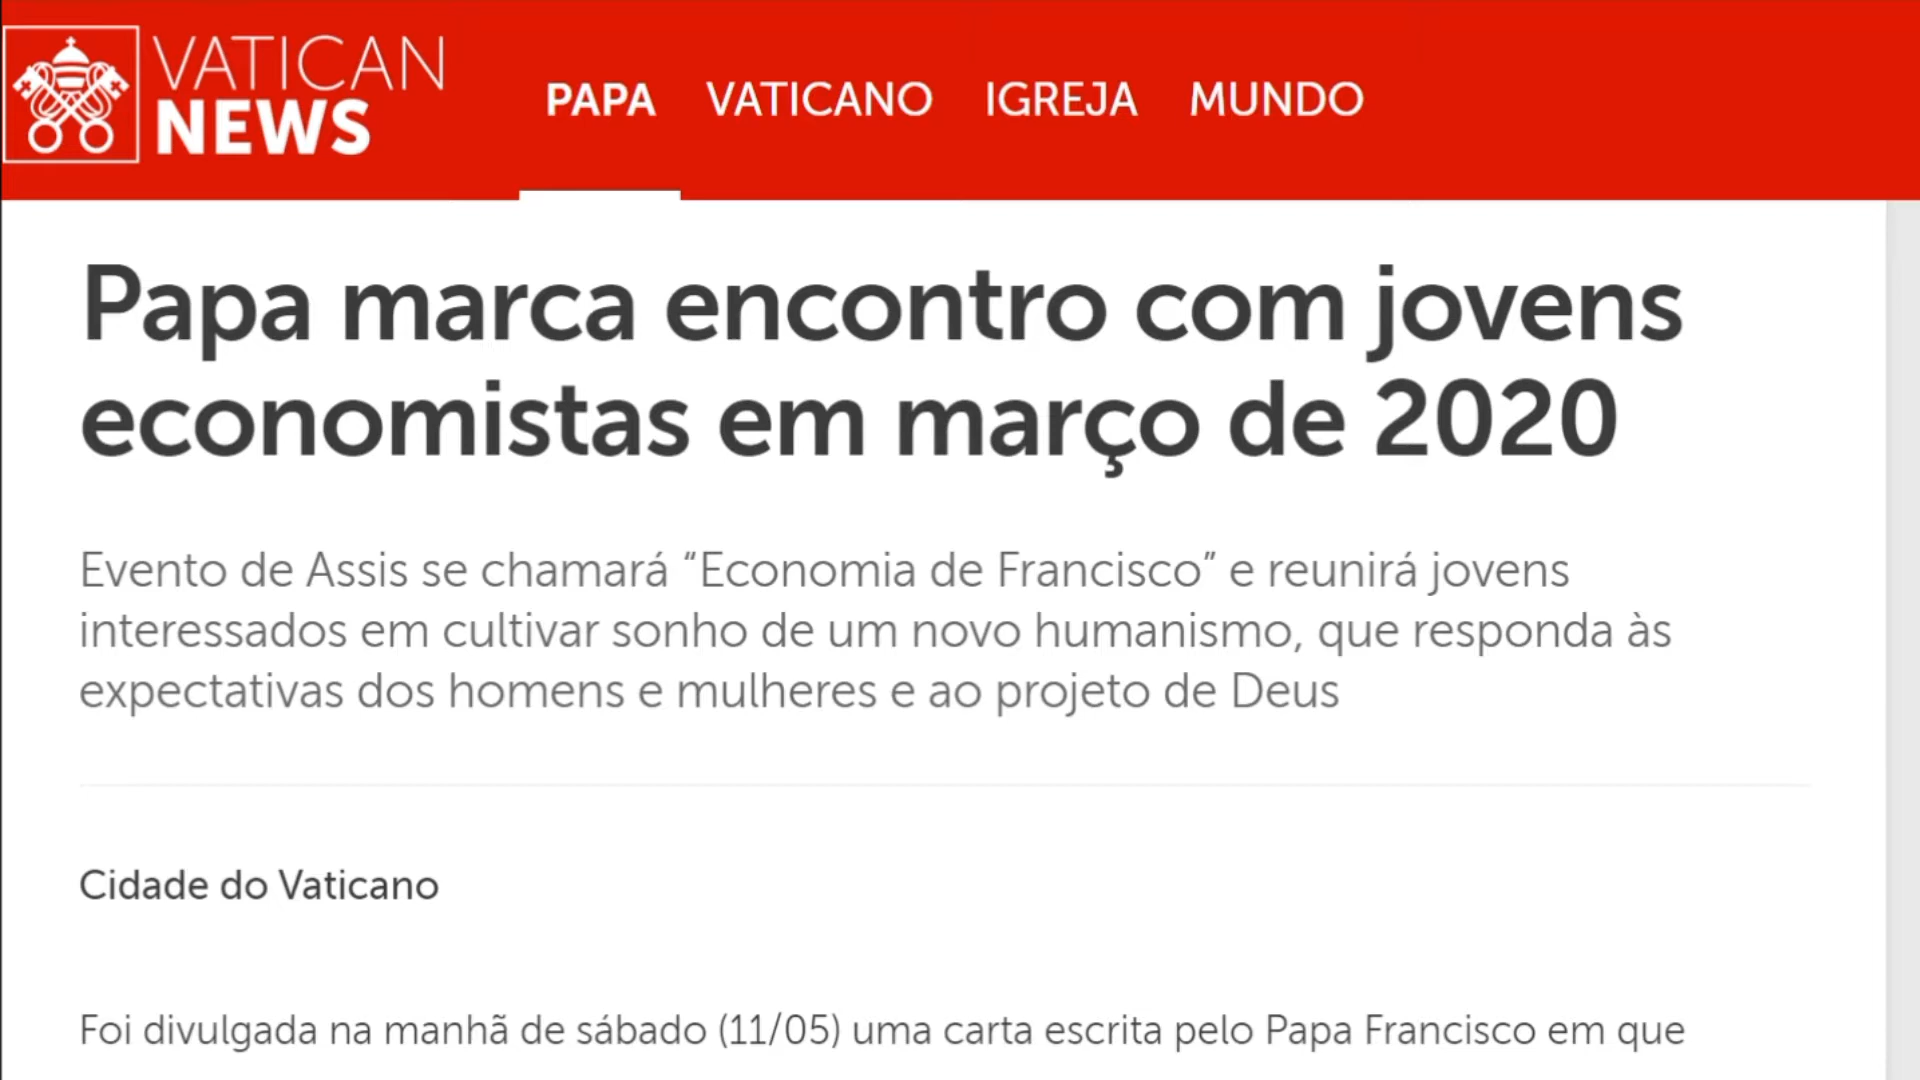 VATICAN
NEWS
PAPA VATICANO IGREJA MUNDO
Papa marca encontro com jovens
economistas em março de 2020
Evento de Assis se chamará “Economia de Francisco” e reunirá jovens
interessados em cultivar sonho de um novo humanismo, que responda às
expectativas dos homens e mulheres e ao projeto de Deus
Cidade do Vaticano
Foi divulgada na manhã de sábado (11/05) uma carta escrita pelo Papa Francisco em que